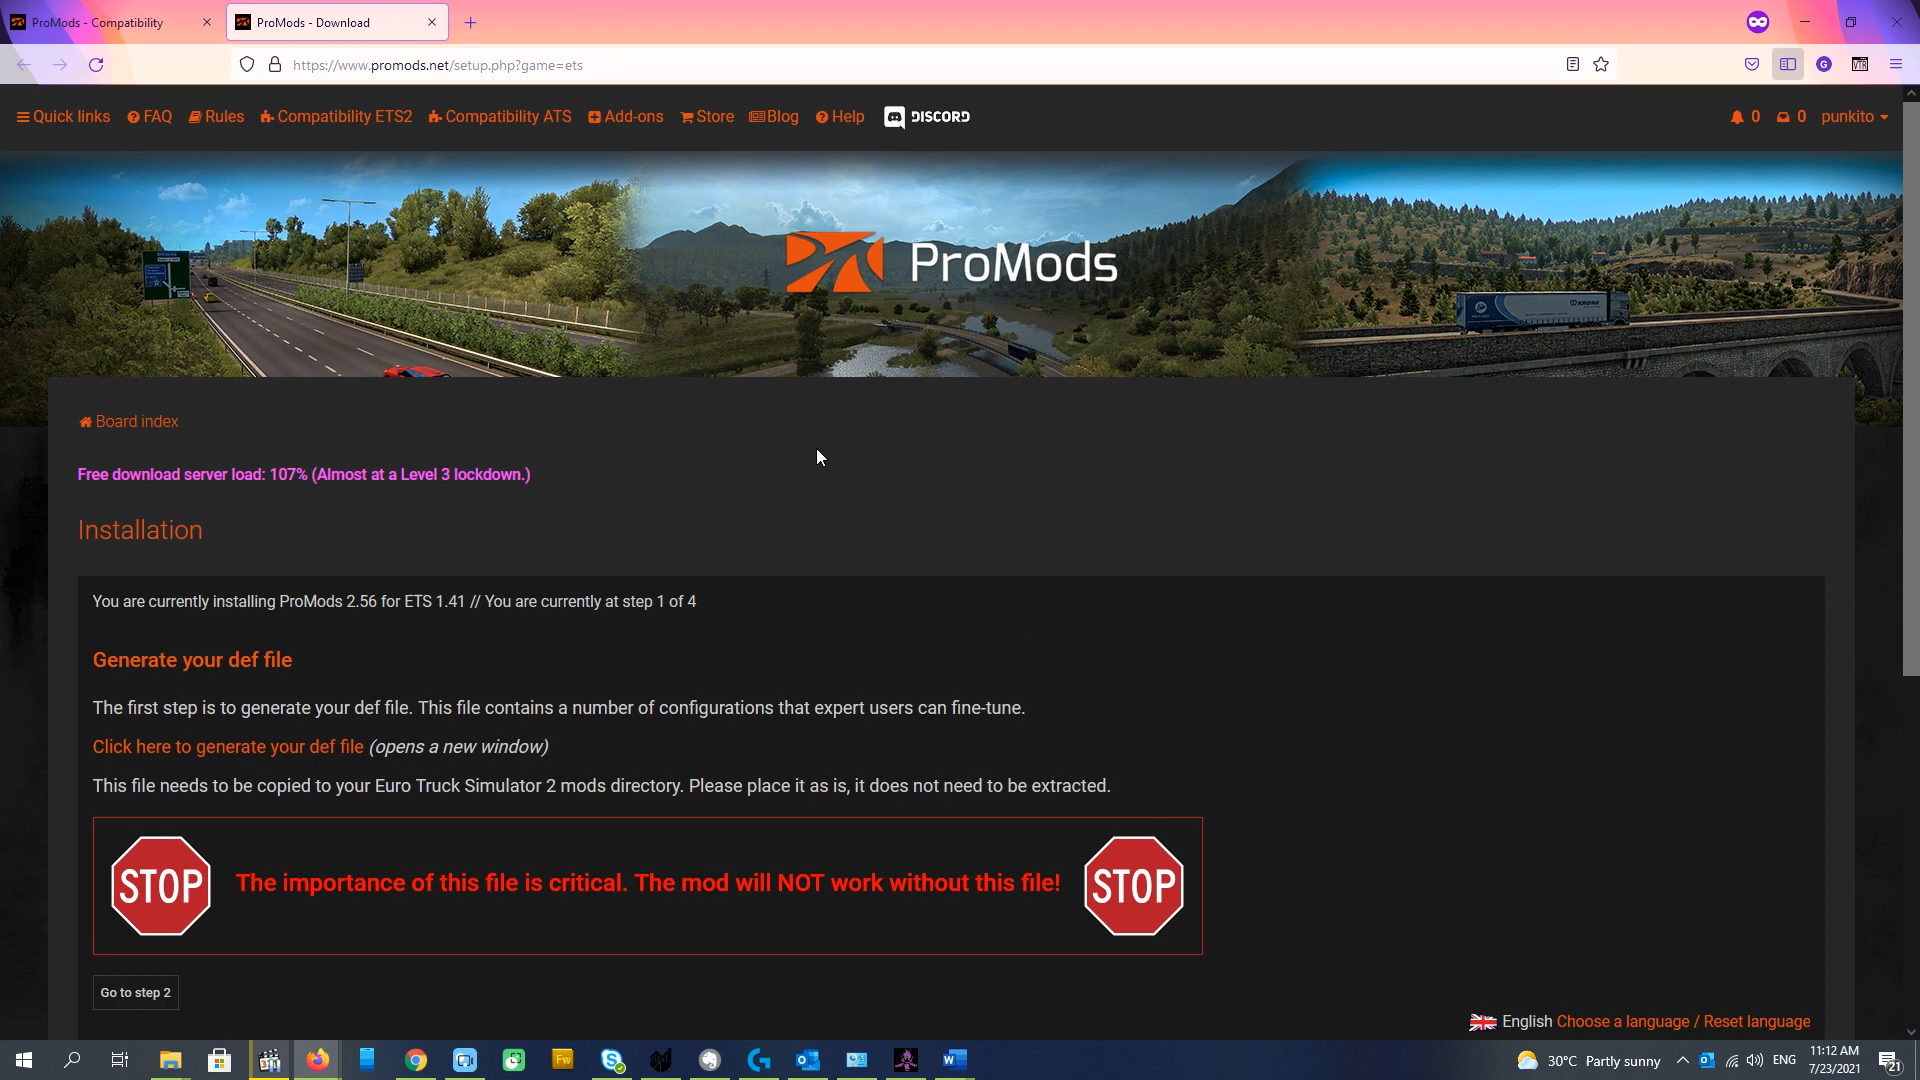 ProMods - Compatibility
ProMods - Download
https://www.promods.net/setup.php?game=ets
G
VTR
Quick links
FAQ
Rules
Compatibility ETS2
Compatibility ATS
Add-ons
Store
Blog
Help
DISCORD
0
0
punkito
ProMods
KRONE
Board index
Free download server load: 107% (Almost at a Level 3 lockdown.)
Installation
You are currently installing ProMods 2.56 for ETS 1.41 // You are currently at step 1 of 4
Generate your def file
The first step is to generate your def file. This file contains a number of configurations that expert users can fine-tune.
Click here to generate your def file (opens a new window)
This file needs to be copied to your Euro Truck Simulator 2 mods directory. Please place it as is, it does not need to be extracted.
STOP
The importance of this file is critical. The mod will NOT work without this file!
STOP
Go to step 2
English Choose a language / Reset language
Fw
W
30°C Partly sunny
ENG
11:12 AM
7/23/2021
21